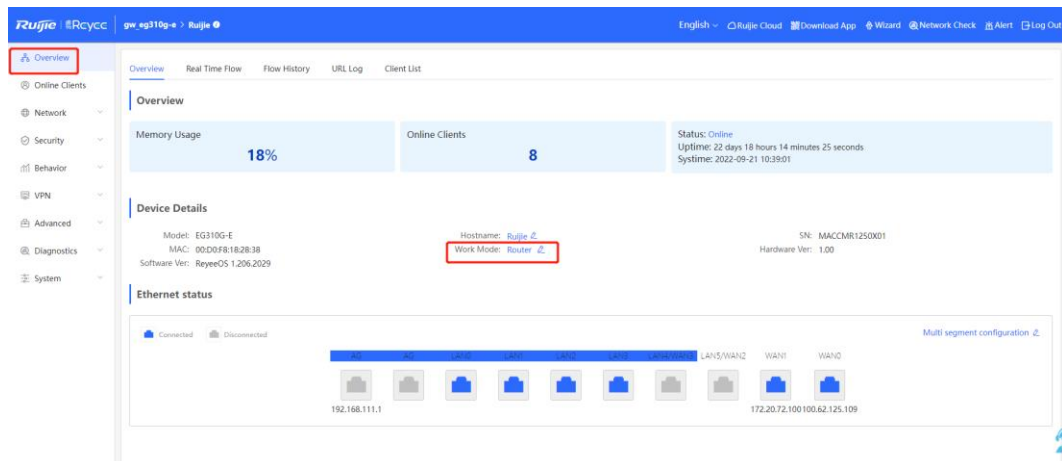 Ruijie | Rcycc gw_eg310g-e > Ruijie English Ruijie Cloud Download App Wizard Network Check Alert Log Out
Overview
Online Clients
Network
Security
Behavior
VPN
Advanced
Diagnostics
System
Overview Real Time Flow Flow History URL Log Client List
Overview
Memory Usage
18%
Online Clients
8
Status: Online
Uptime: 22 days 18 hours 14 minutes 25 seconds
Systime: 2022-09-21 10:39:01
Device Details
Model: EG310G-E Hostname: Ruijie SN: MACCMR1250X01
MAC: 00:D0:F8:18:28:38 Work Mode: Router Hardware Ver: 1.00
Software Ver: ReyeeOS 1.206.2029
Ethernet status
Connected Disconnected Multi segment configuration
AG AG LAN0 LAN1 LAN2 LAN3 LAN4/WAN3 LAN5/WAN2 WAN1 WAN0
192.168.111.1 172.20.72.100 100.62.125.109